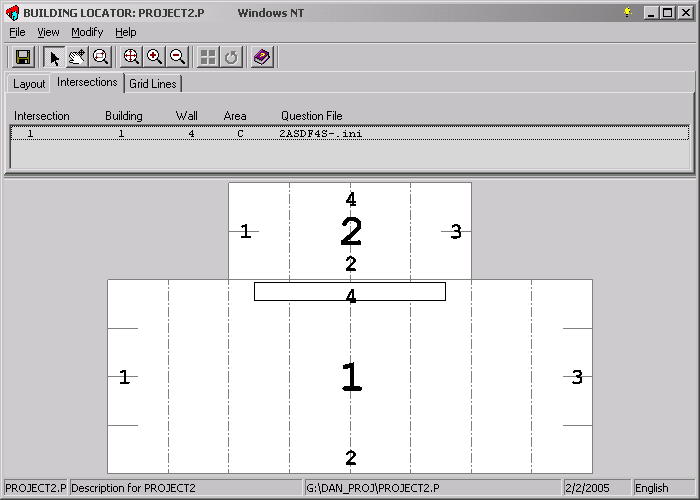 BUILDING LOCATOR: PROJECT2.P Windows NT
File View Modify Help
Layout Intersections Grid Lines
Intersection Building Wall Area Question File
1 1 4 C 2ASDF4S-.ini
4
1 2 3
2
4
1 1 3
2
PROJECT2.P Description for PROJECT2 G:\DAN_PROJ\PROJECT2.P 2/2/2005 English